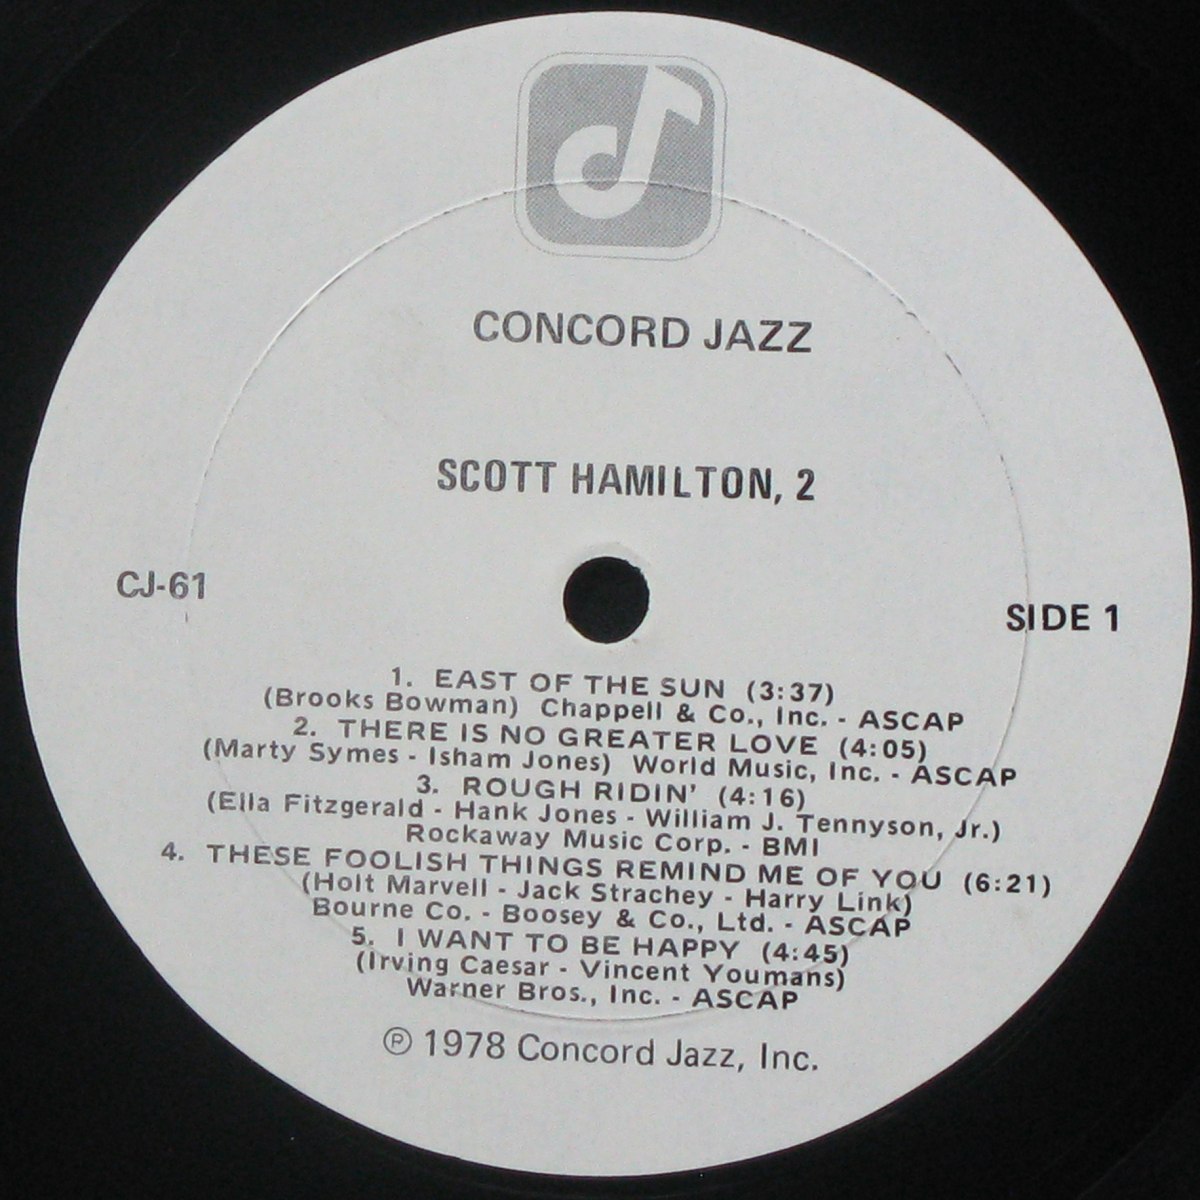 CONCORD JAZZ
SCOTT HAMILTON, 2
CJ-61
SIDE 1
1. EAST OF THE SUN (3:37)
(Brooks Bowman) Chappell & Co., Inc. - ASCAP
2. THERE IS NO GREATER LOVE (4:05)
(Marty Symes - Isham Jones) World Music, Inc. - ASCAP
3. ROUGH RIDIN' (4:16)
(Ella Fitzgerald - Hank Jones - William J. Tennyson, Jr.)
Rockaway Music Corp. - BMI
4. THESE FOOLISH THINGS REMIND ME OF YOU (6:21)
(Holt Marvell - Jack Strachey - Harry Link)
Bourne Co. - Boosey & Co., Ltd. - ASCAP
5. I WANT TO BE HAPPY (4:45)
(Irving Caesar - Vincent Youmans)
Warner Bros., Inc. - ASCAP
℗ 1978 Concord Jazz, Inc.